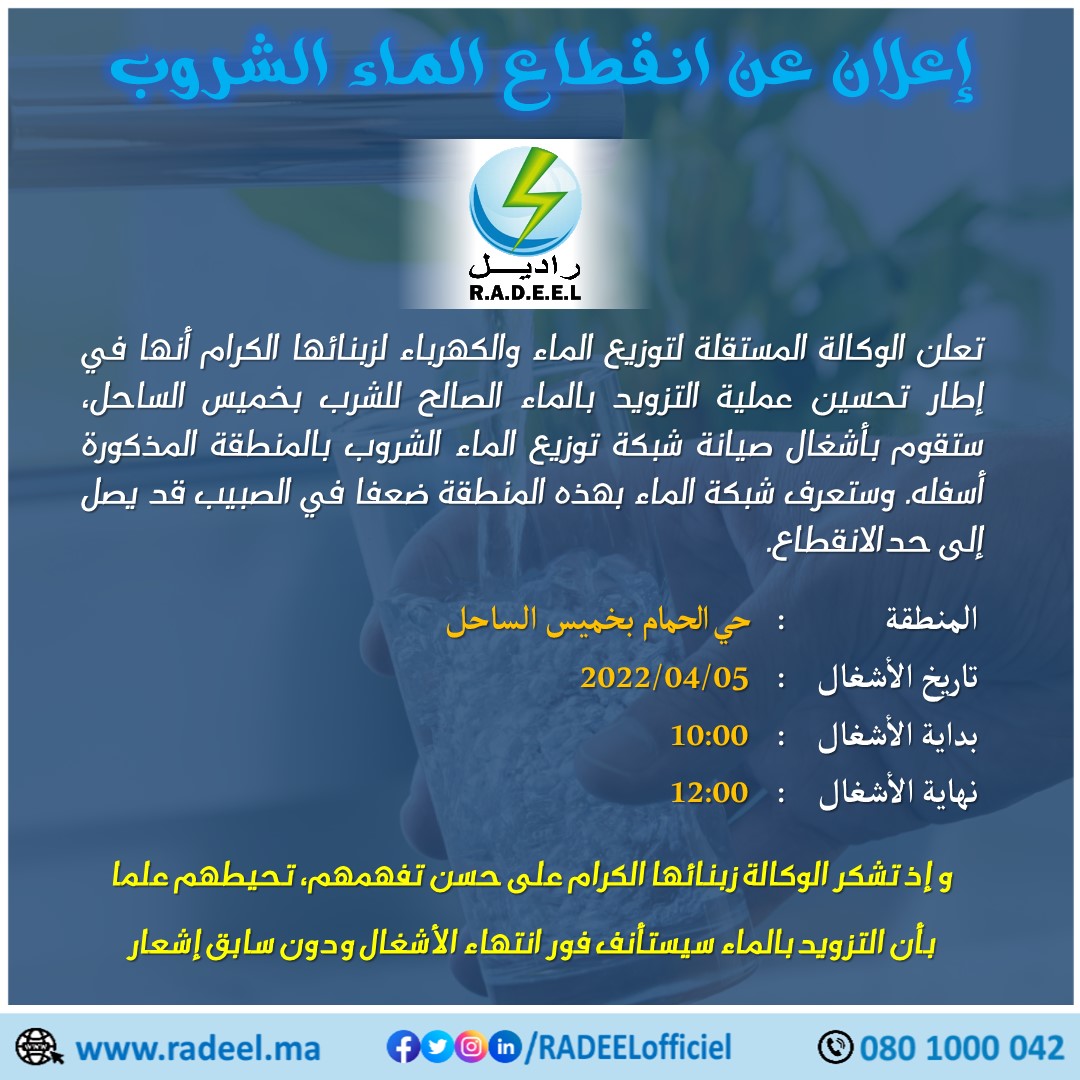 إعلان عن انقطاع الماء الشروب
راديل
R.A.D.E.E.L
تعلن الوكالة المستقلة لتوزيع الماء والكهرباء لزبنائها الكرام أنها في
إطار تحسين عملية التزويد بالماء الصالح للشرب بخميس الساحل،
ستقوم بأشغال صيانة شبكة توزيع الماء الشروب بالمنطقة المذكورة
أسفله. وستعرف شبكة الماء بهذه المنطقة ضعفا في الصبيب قد يصل
إلى حد الانقطاع.
المنطقة : حي الحمام بخميس الساحل
تاريخ الأشغال : 2022/04/05
بداية الأشغال : 10:00
نهاية الأشغال : 12:00
و إذ تشكر الوكالة زبنائها الكرام على حسن تفهمهم، تحيطهم علما
بأن التزويد بالماء سيستأنف فور انتهاء الأشغال ودون سابق إشعار
www.radeel.ma /RADEELofficiel 080 1000 042